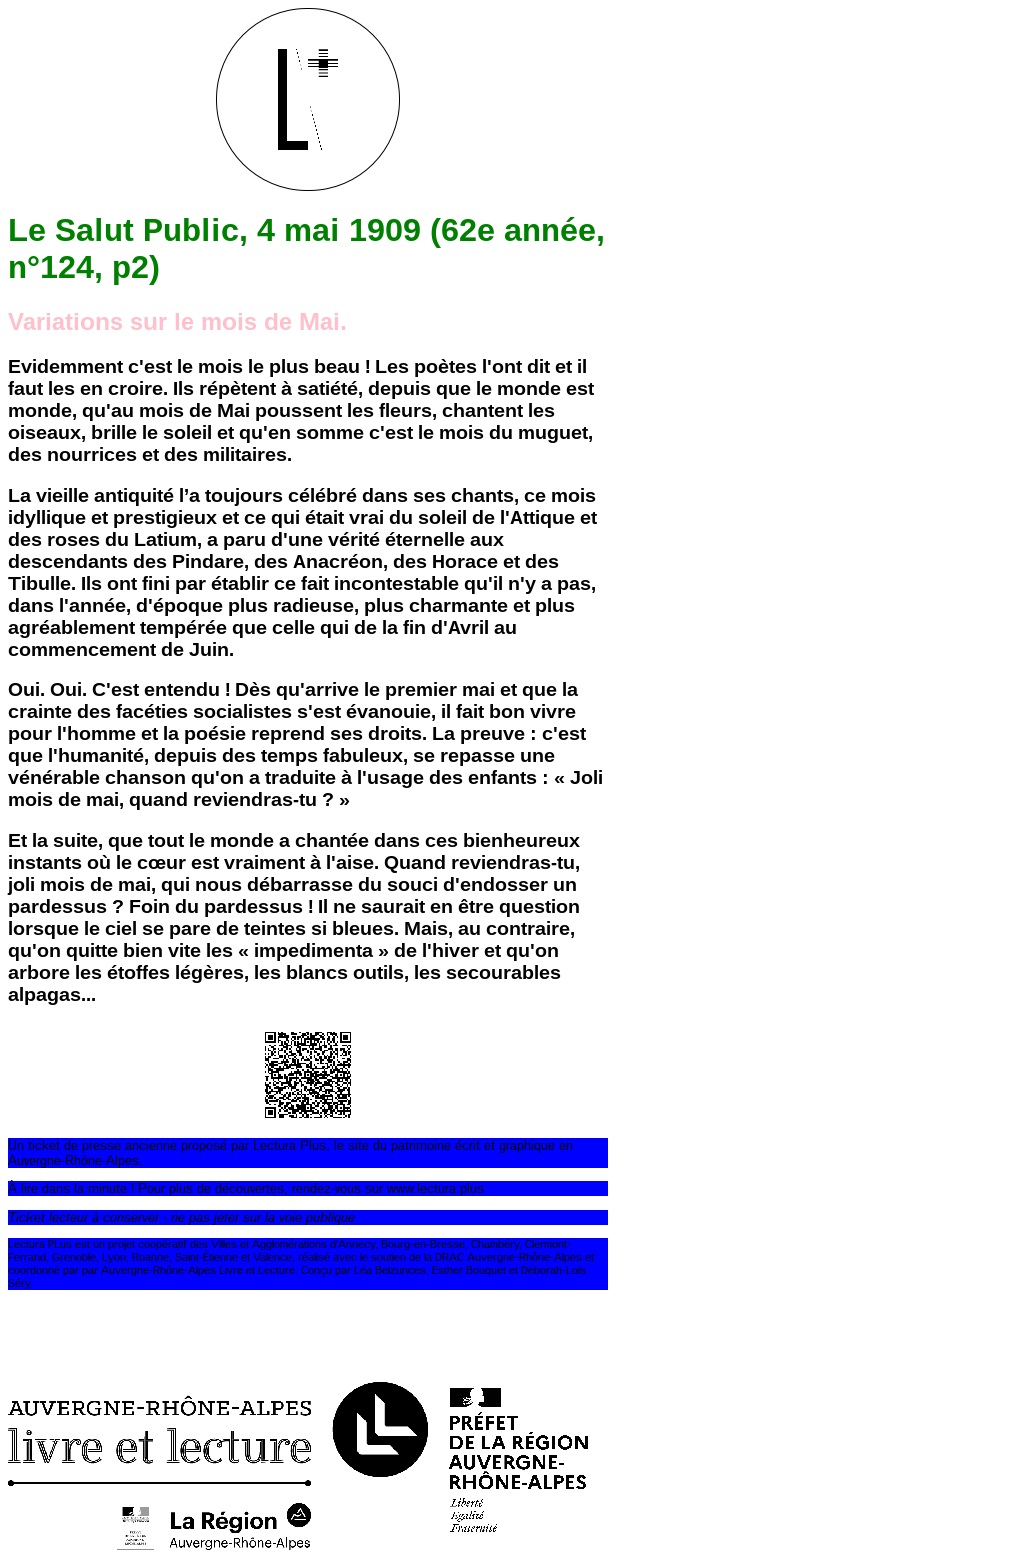 L+
Le Salut Public, 4 mai 1909 (62e année,
n°124, p2)
Variations sur le mois de Mai.
Evidemment c'est le mois le plus beau ! Les poètes l'ont dit et il
faut les en croire. Ils répètent à satiété, depuis que le monde est
monde, qu'au mois de Mai poussent les fleurs, chantent les
oiseaux, brille le soleil et qu'en somme c'est le mois du muguet,
des nourrices et des militaires.
La vieille antiquité l’a toujours célébré dans ses chants, ce mois
idyllique et prestigieux et ce qui était vrai du soleil de l'Attique et
des roses du Latium, a paru d'une vérité éternelle aux
descendants des Pindare, des Anacréon, des Horace et des
Tibulle. Ils ont fini par établir ce fait incontestable qu'il n'y a pas,
dans l'année, d'époque plus radieuse, plus charmante et plus
agréablement tempérée que celle qui de la fin d'Avril au
commencement de Juin.
Oui. Oui. C'est entendu ! Dès qu'arrive le premier mai et que la
crainte des facéties socialistes s'est évanouie, il fait bon vivre
pour l'homme et la poésie reprend ses droits. La preuve : c'est
que l'humanité, depuis des temps fabuleux, se repasse une
vénérable chanson qu'on a traduite à l'usage des enfants : « Joli
mois de mai, quand reviendras-tu ? »
Et la suite, que tout le monde a chantée dans ces bienheureux
instants où le cœur est vraiment à l'aise. Quand reviendras-tu,
joli mois de mai, qui nous débarrasse du souci d'endosser un
pardessus ? Foin du pardessus ! Il ne saurait en être question
lorsque le ciel se pare de teintes si bleues. Mais, au contraire,
qu'on quitte bien vite les « impedimenta » de l'hiver et qu'on
arbore les étoffes légères, les blancs outils, les secourables
alpagas...
Un ticket de presse ancienne proposé par Lectura Plus, le site du patrimoine écrit et graphique en
Auvergne-Rhône-Alpes.
À lire dans la minute ! Pour plus de découvertes, rendez-vous sur www.lectura.plus
Ticket lecteur à conserver - ne pas jeter sur la voie publique
Lectura PLus est un projet coopératif des Villes et Agglomérations d'Annecy, Bourg-en-Bresse, Chambéry, Clermont-
Ferrand, Grenoble, Lyon, Roanne, Saint-Étienne et Valence, réalisé avec le soutien de la DRAC Auvergne-Rhône-Alpes et
coordonné par par Auvergne-Rhône-Alpes Livre et Lecture. Conçu par Léa Belzonces, Esther Bouquet et Déborah-Loïs
Séry.
AUVERGNE-RHÔNE-ALPES
livre et lecture
La Région
Auvergne-Rhône-Alpes
PRÉFET
DE LA RÉGION
AUVERGNE-
RHÔNE-ALPES
Liberté
Égalité
Fraternité